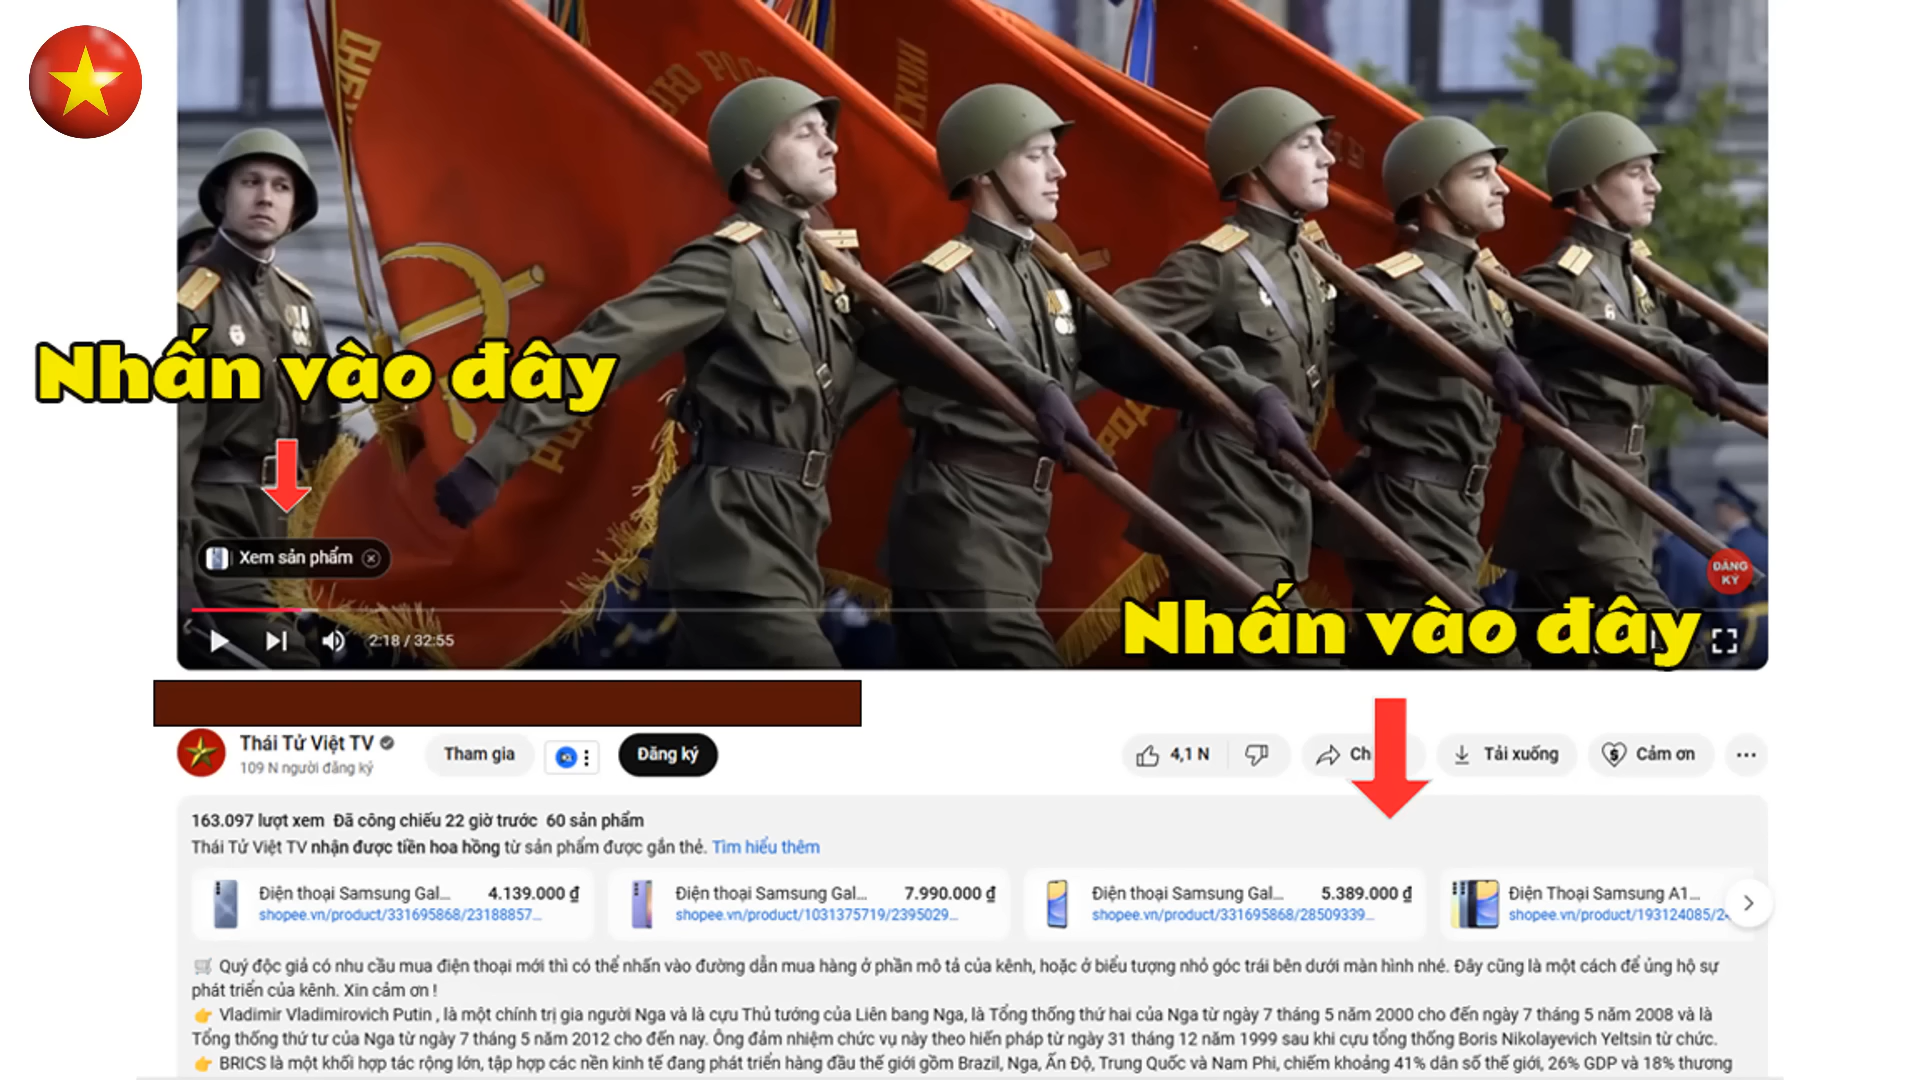 Nhấn vào đây
Xem sản phẩm
ĐĂNG
KÝ
Nhấn vào đây
2:18 / 32:55
Thái Tử Việt TV
109 N người đăng ký
Tham gia
Đăng ký
4,1 N
Tải xuống
Cảm ơn
163.097 lượt xem Đã công chiếu 22 giờ trước 60 sản phẩm
Thái Tử Việt TV nhận được tiền hoa hồng từ sản phẩm được gắn thẻ. Tìm hiểu thêm
Điện thoại Samsung Gal... 4.139.000 ₫
shopee.vn/product/331695868/23188857...
Điện thoại Samsung Gal... 7.990.000 ₫
shopee.vn/product/1031375719/2395029...
Điện thoại Samsung Gal... 5.389.000 ₫
shopee.vn/product/331695868/28509339...
Điện Thoại Samsung A1...
shopee.vn/product/193124085/2
🛒 Quý độc giả có nhu cầu mua điện thoại mới thì có thể nhấn vào đường dẫn mua hàng ở phần mô tả của kênh, hoặc ở biểu tượng nhỏ góc trái bên dưới màn hình nhé. Đây cũng là một cách để ủng hộ sự
phát triển của kênh. Xin cảm ơn !
👉 Vladimir Vladimirovich Putin , là một chính trị gia người Nga và là cựu Thủ tướng của Liên bang Nga, là Tổng thống thứ hai của Nga từ ngày 7 tháng 5 năm 2000 cho đến ngày 7 tháng 5 năm 2008 và là
Tổng thống thứ tư của Nga từ ngày 7 tháng 5 năm 2012 cho đến nay. Ông đảm nhiệm chức vụ này theo hiến pháp từ ngày 31 tháng 12 năm 1999 sau khi cựu tổng thống Boris Nikolayevich Yeltsin từ chức.
👉 BRICS là một khối hợp tác rộng lớn, tập hợp các nền kinh tế đang phát triển hàng đầu thế giới gồm Brazil, Nga, Ấn Độ, Trung Quốc và Nam Phi, chiếm khoảng 41% dân số thế giới, 26% GDP và 18% thương